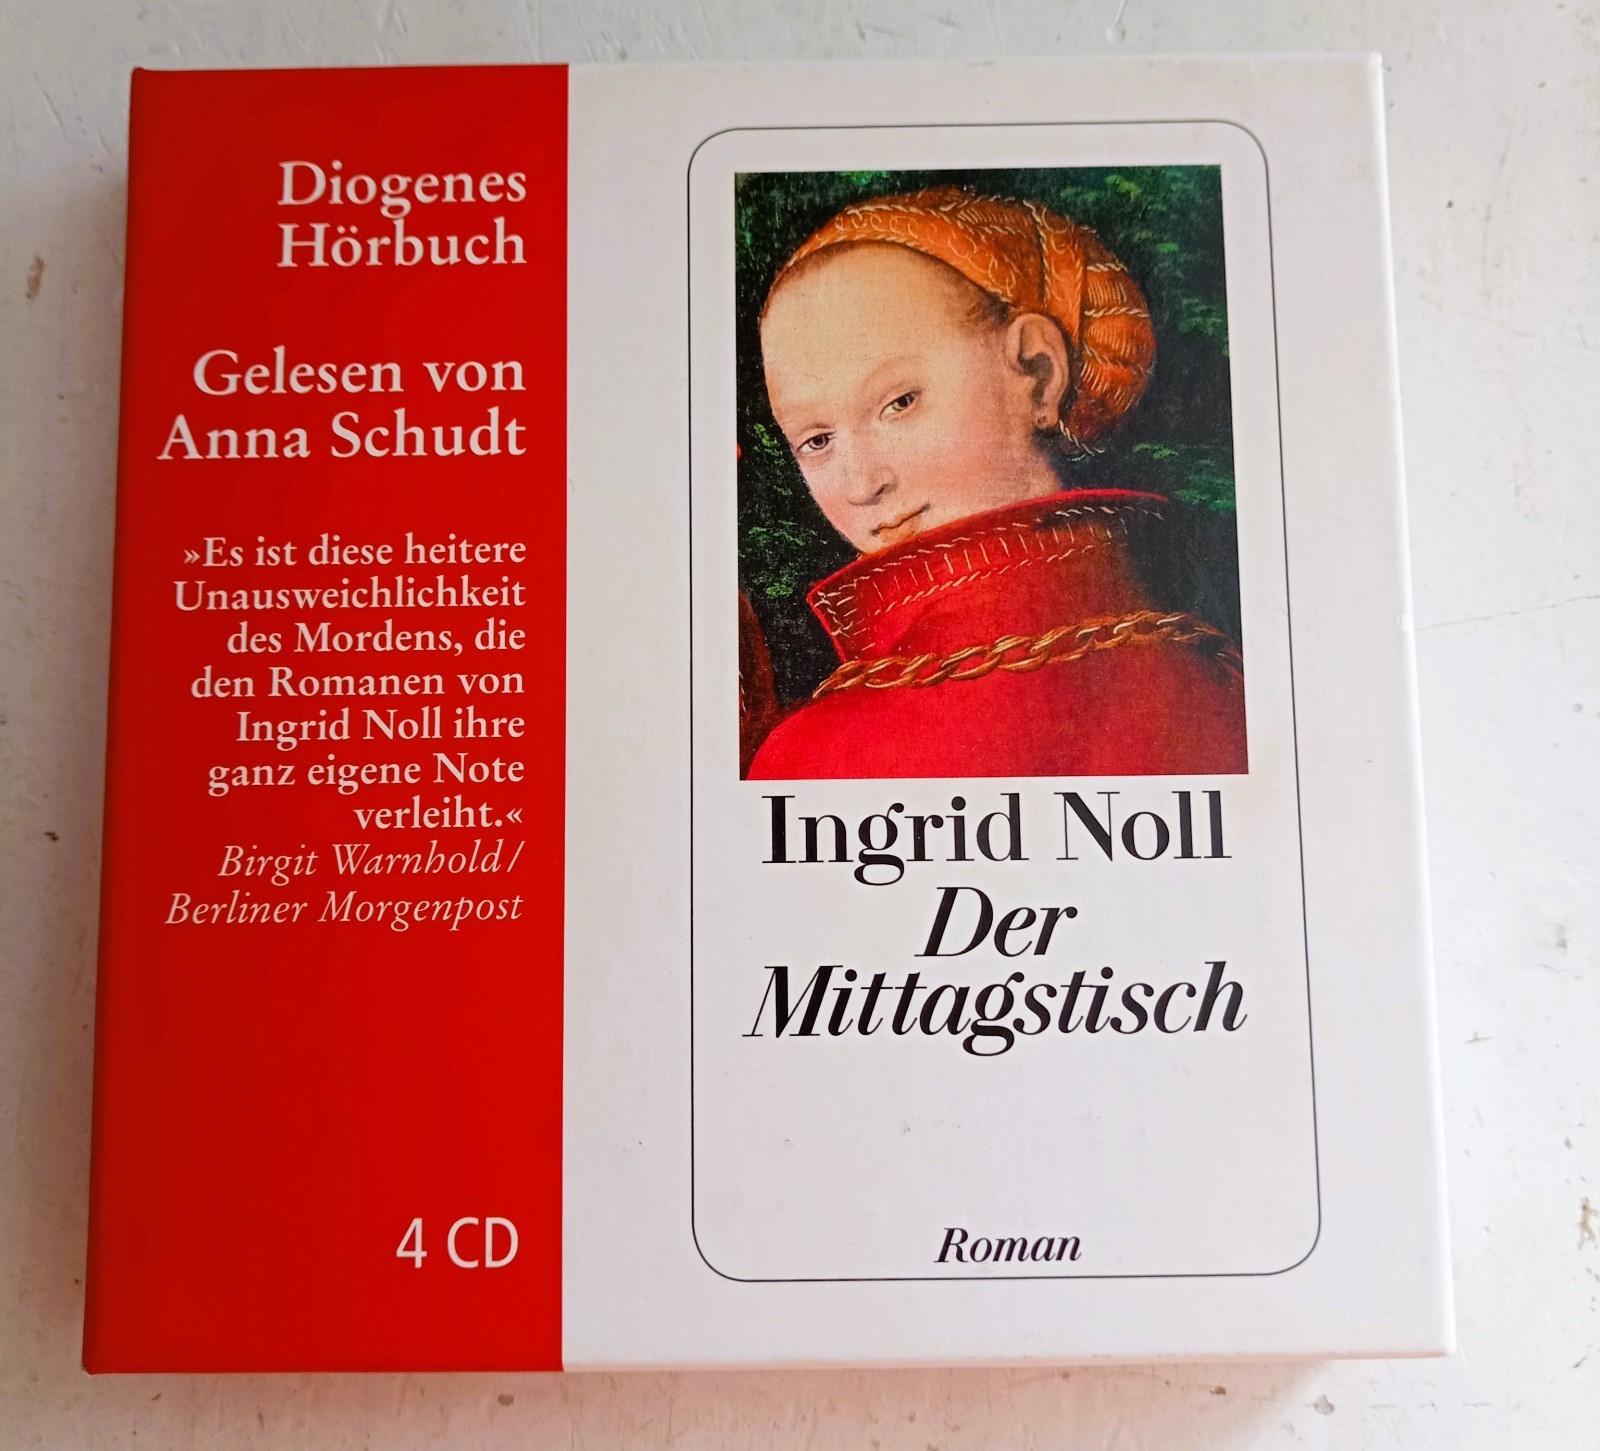 Diogenes
Hörbuch
Gelesen von
Anna Schudt
»Es ist diese heitere
Unausweichlichkeit
des Mordens, die
den Romanen von
Ingrid Noll ihre
ganz eigene Note
verleiht.«
Birgit Warnhold/
Berliner Morgenpost
4 CD
Ingrid Noll
Der
Mittagstisch
Roman